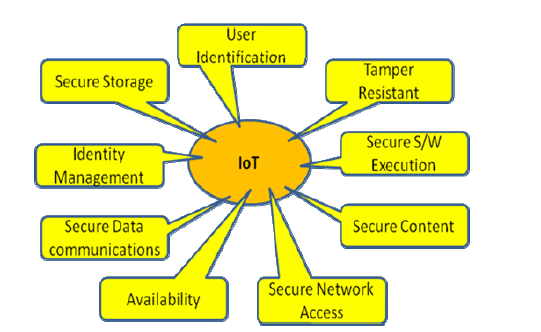 User
Identification
Secure Storage
Tamper
Resistant
Identity
Management
IoT
Secure S/W
Execution
Secure Data
communications
Secure Content
Availability
Secure Network
Access